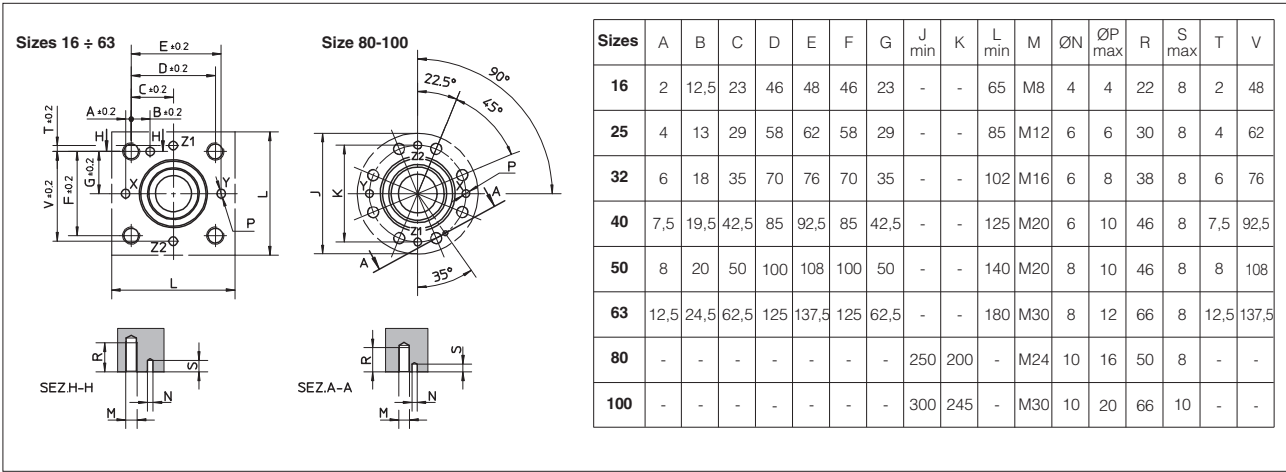 Sizes 16 ÷ 63
E ±0.2
D ±0.2
C ±0.2
A ±0.2 B ±0.2
T ±0.2
H H
Z1
V ±0.2
F ±0.2
G ±0.2
X Y
P
L
Z2
L
R
S
SEZ.H-H
N
M
Size 80-100
90°
22.5°
45°
Z2
P
J
K
Y X
A
Z1
A
35°
R
S
SEZ.A-A
N
M
Sizes A B C D E F G J min K L min M ØN ØP max R S max T V
16 2 12,5 23 46 48 46 23 - - 65 M8 4 4 22 8 2 48
25 4 13 29 58 62 58 29 - - 85 M12 6 6 30 8 4 62
32 6 18 35 70 76 70 35 - - 102 M16 6 8 38 8 6 76
40 7,5 19,5 42,5 85 92,5 85 42,5 - - 125 M20 6 10 46 8 7,5 92,5
50 8 20 50 100 108 100 50 - - 140 M20 8 10 46 8 8 108
63 12,5 24,5 62,5 125 137,5 125 62,5 - - 180 M30 8 12 66 8 12,5 137,5
80 - - - - - - - 250 200 - M24 10 16 50 8 - -
100 - - - - - - - 300 245 - M30 10 20 66 10 - -